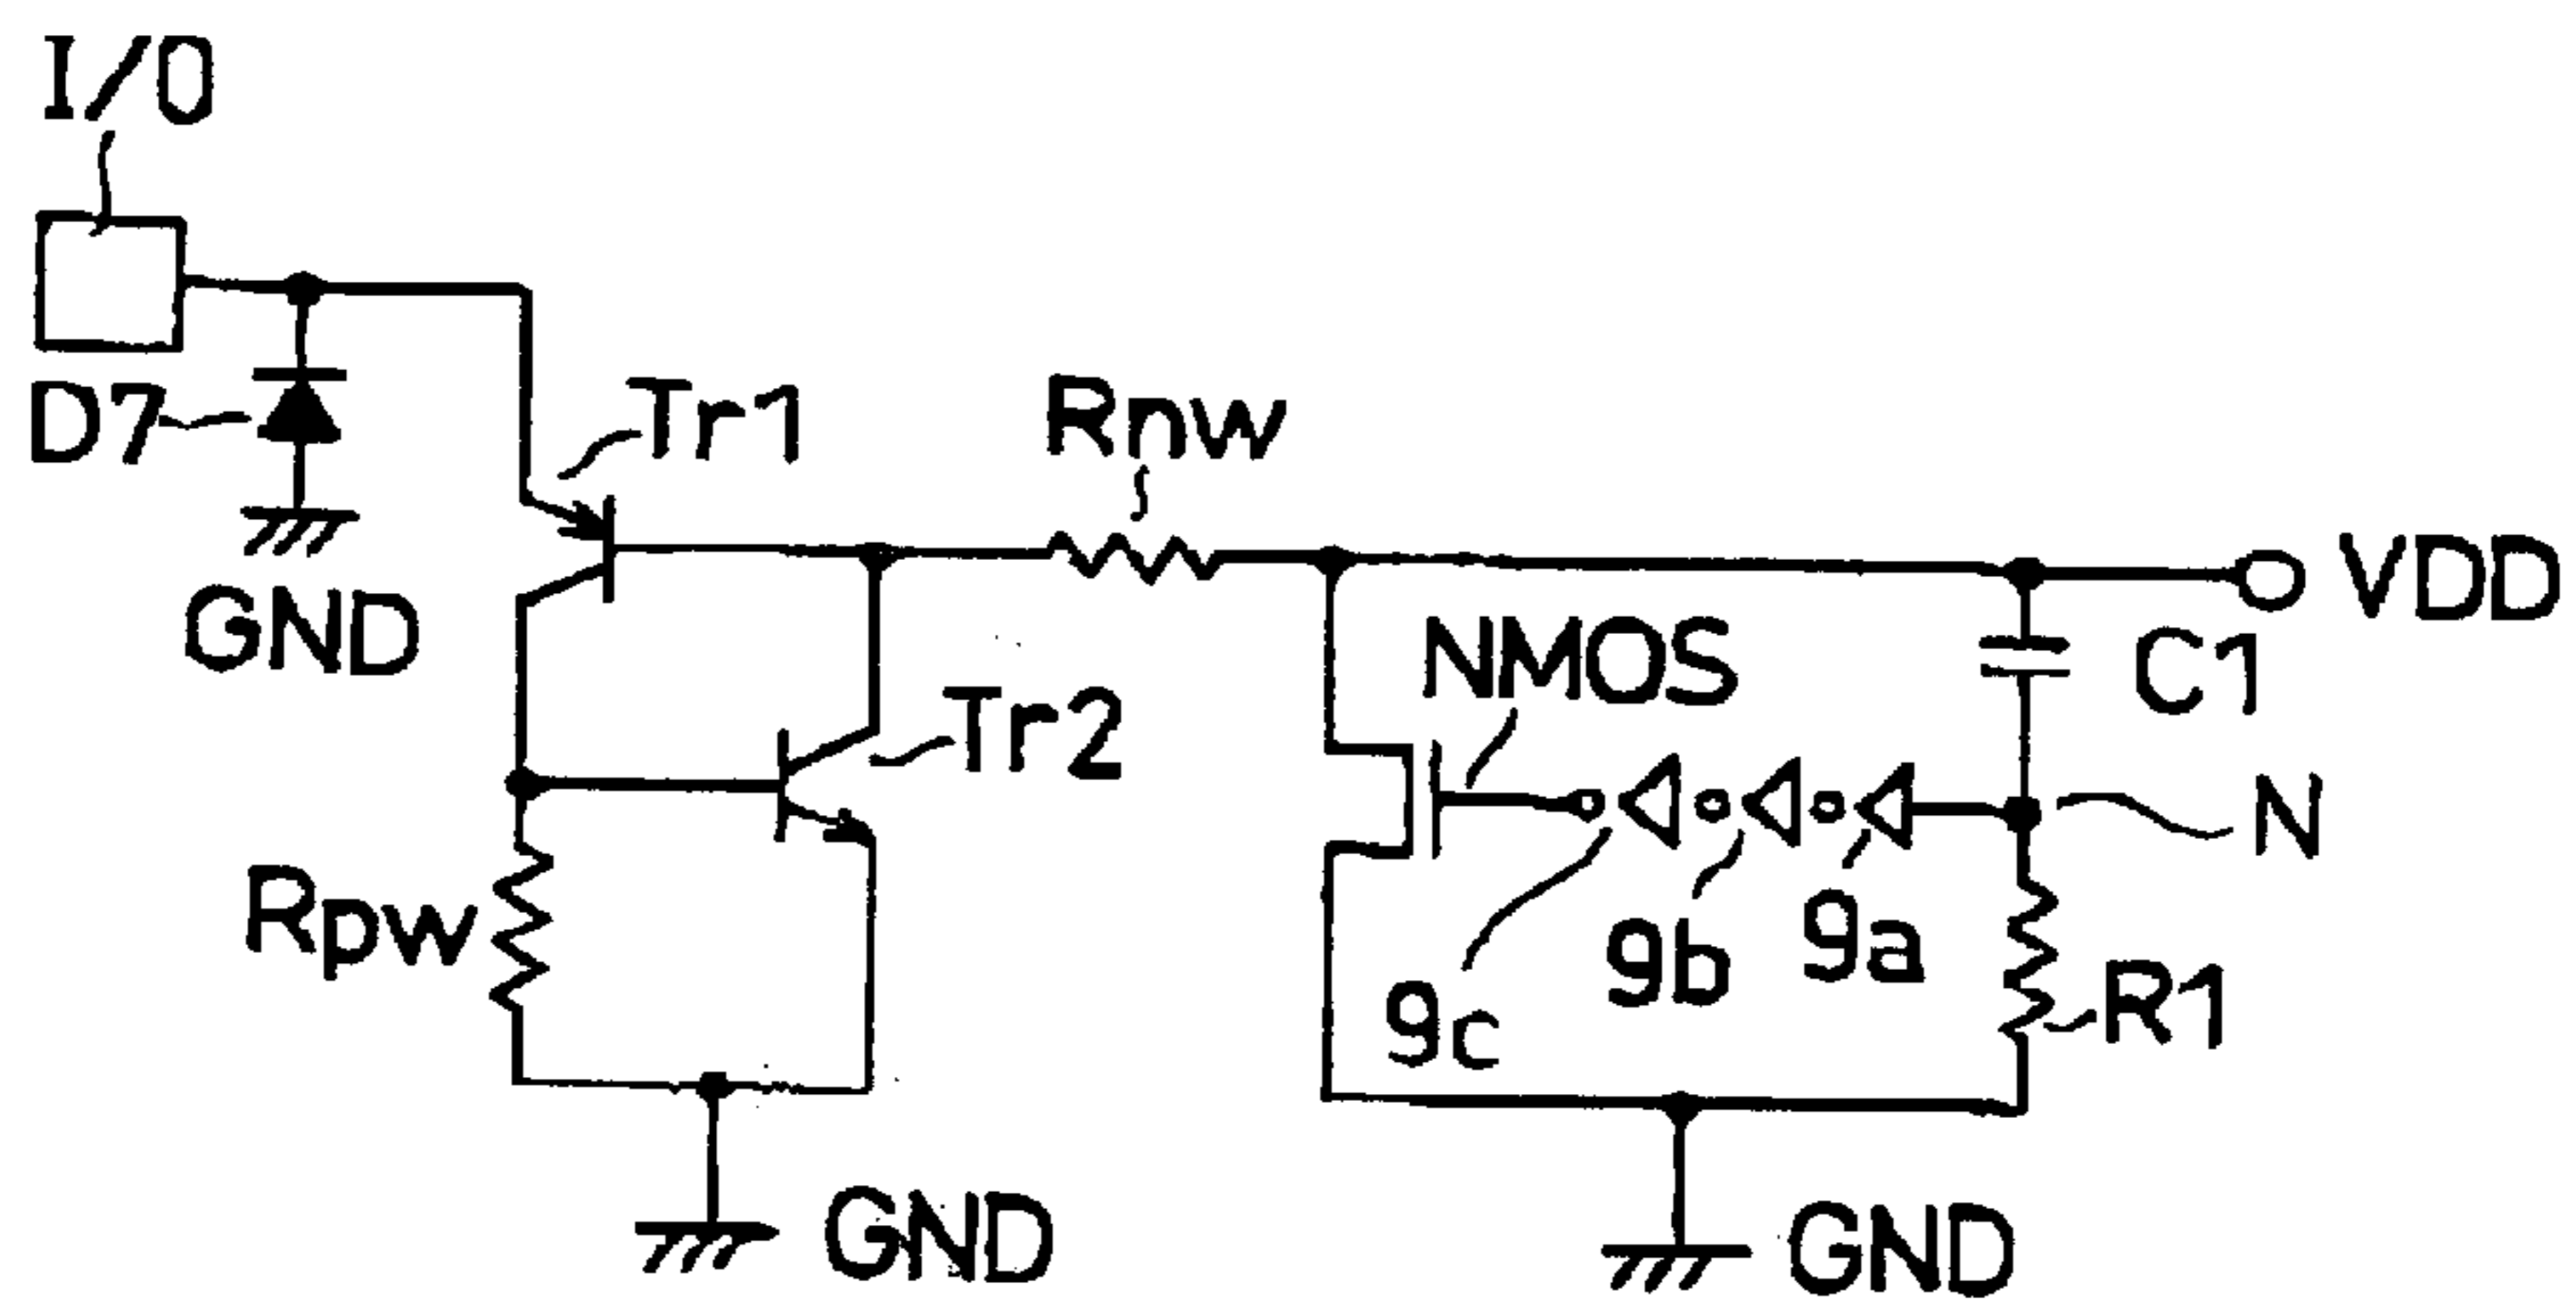 I/O
D7
GND
Tr1
Rnw
VDD
NMOS
C1
Tr2
N
Rpw
9c
9b
9a
R1
GND
GND